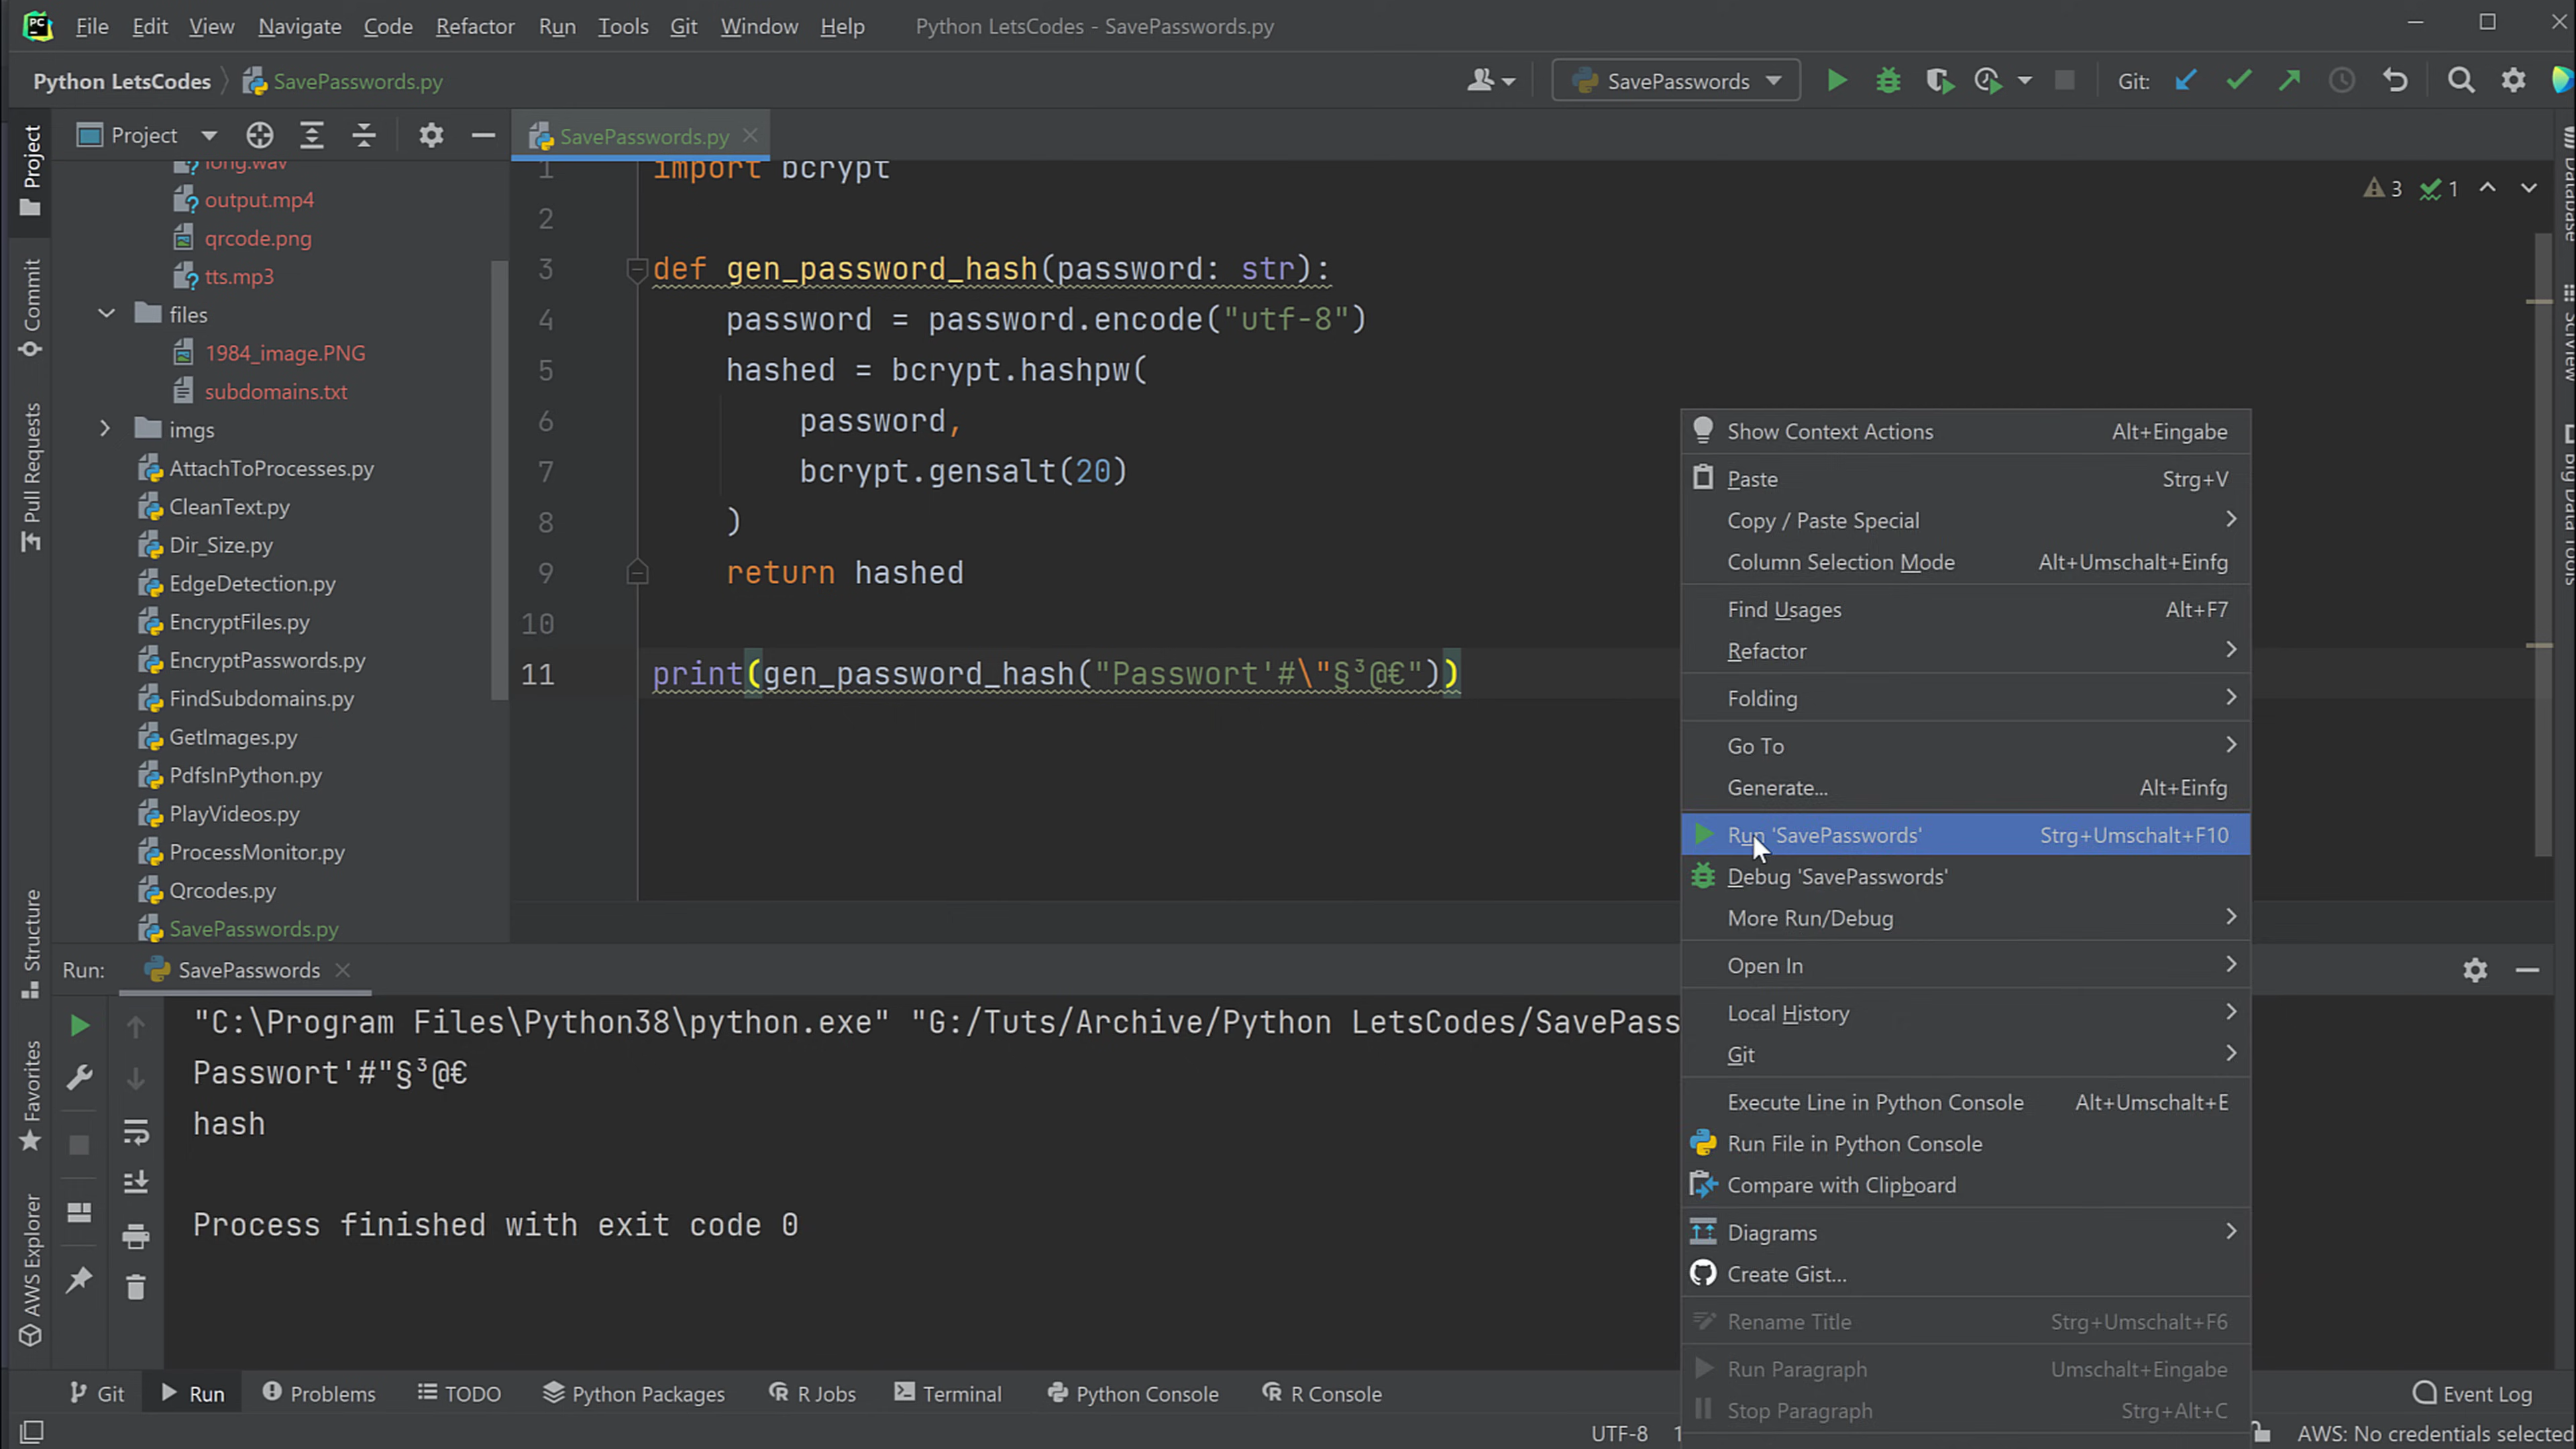 File Edit View Navigate Code Refactor Run Tools Git Window Help Python LetsCodes - SavePasswords.py
Python LetsCodes SavePasswords.py
SavePasswords
Git:
Project
SavePasswords.py
long.wav
output.mp4
qrcode.png
tts.mp3
files
1984_image.PNG
subdomains.txt
imgs
AttachToProcesses.py
CleanText.py
Dir_Size.py
EdgeDetection.py
EncryptFiles.py
EncryptPasswords.py
FindSubdomains.py
GetImages.py
PdfsInPython.py
PlayVideos.py
ProcessMonitor.py
Qrcodes.py
SavePasswords.py
Project
Commit
Pull Requests
Structure
Favorites
AWS Explorer
1 import bcrypt
2
3 def gen_password_hash(password: str):
4 password = password.encode("utf-8")
5 hashed = bcrypt.hashpw(
6 password,
7 bcrypt.gensalt(20)
8 )
9 return hashed
10
11 print(gen_password_hash("Passwort'#\"§³@€"))
3 1
Database
SciView
Big Data Tools
Show Context Actions Alt+Eingabe
Paste Strg+V
Copy / Paste Special
Column Selection Mode Alt+Umschalt+Einfg
Find Usages Alt+F7
Refactor
Folding
Go To
Generate... Alt+Einfg
Run 'SavePasswords' Strg+Umschalt+F10
Debug 'SavePasswords'
More Run/Debug
Open In
Local History
Git
Execute Line in Python Console Alt+Umschalt+E
Run File in Python Console
Compare with Clipboard
Diagrams
Create Gist...
Rename Title Strg+Umschalt+F6
Run Paragraph Umschalt+Eingabe
Stop Paragraph Strg+Alt+C
Run: SavePasswords
"C:\Program Files\Python38\python.exe" "G:/Tuts/Archive/Python LetsCodes/SavePass
Passwort'#"§³@€
hash
Process finished with exit code 0
Git Run Problems TODO Python Packages R Jobs Terminal Python Console R Console Event Log
UTF-8 AWS: No credentials selected